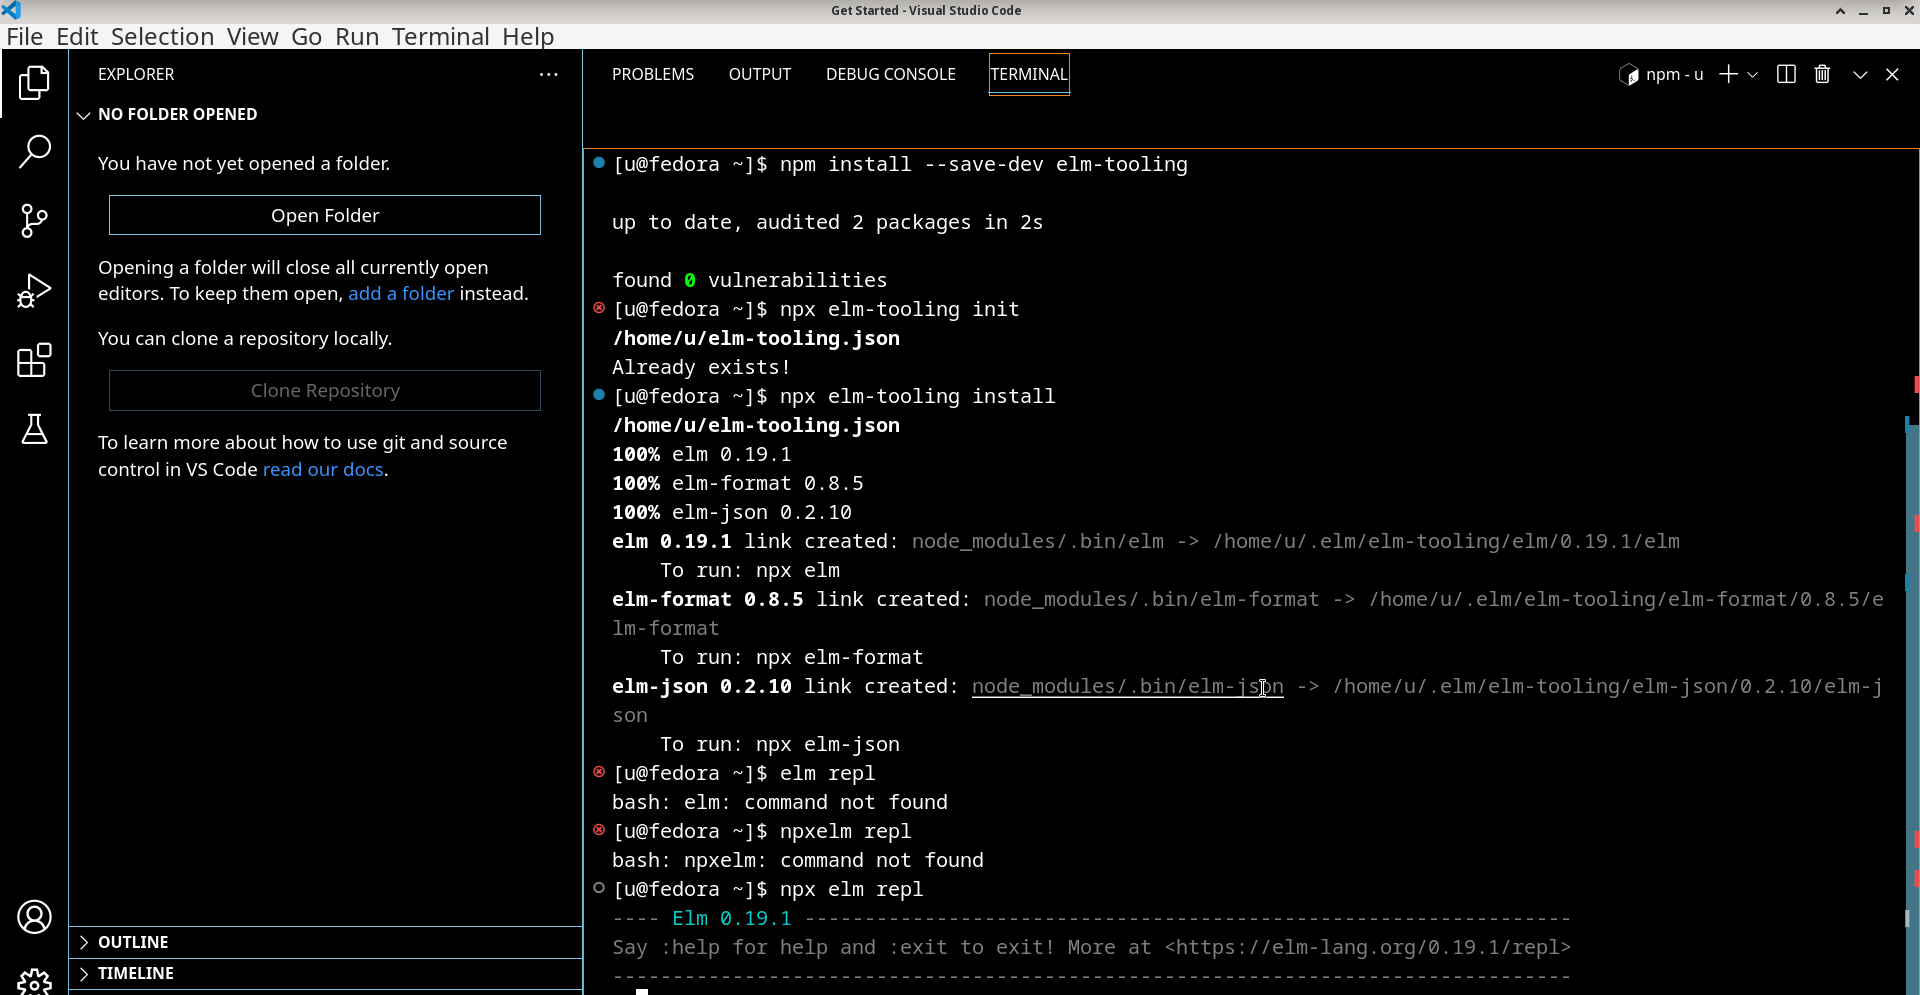 Get Started - Visual Studio Code
File Edit Selection View Go Run Terminal Help
EXPLORER
NO FOLDER OPENED
You have not yet opened a folder.
Open Folder
Opening a folder will close all currently open
editors. To keep them open, add a folder instead.
You can clone a repository locally.
Clone Repository
To learn more about how to use git and source
control in VS Code read our docs.
OUTLINE
TIMELINE
PROBLEMS OUTPUT DEBUG CONSOLE TERMINAL
npm - u
[u@fedora ~]$ npm install --save-dev elm-tooling
up to date, audited 2 packages in 2s
found 0 vulnerabilities
[u@fedora ~]$ npx elm-tooling init
/home/u/elm-tooling.json
Already exists!
[u@fedora ~]$ npx elm-tooling install
/home/u/elm-tooling.json
100% elm 0.19.1
100% elm-format 0.8.5
100% elm-json 0.2.10
elm 0.19.1 link created: node_modules/.bin/elm -> /home/u/.elm/elm-tooling/elm/0.19.1/elm
To run: npx elm
elm-format 0.8.5 link created: node_modules/.bin/elm-format -> /home/u/.elm/elm-tooling/elm-format/0.8.5/e
lm-format
To run: npx elm-format
elm-json 0.2.10 link created: node_modules/.bin/elm-json -> /home/u/.elm/elm-tooling/elm-json/0.2.10/elm-j
son
To run: npx elm-json
[u@fedora ~]$ elm repl
bash: elm: command not found
[u@fedora ~]$ npxelm repl
bash: npxelm: command not found
[u@fedora ~]$ npx elm repl
---- Elm 0.19.1 ----------------------------------------------------------------
Say :help for help and :exit to exit! More at <https://elm-lang.org/0.19.1/repl>
--------------------------------------------------------------------------------